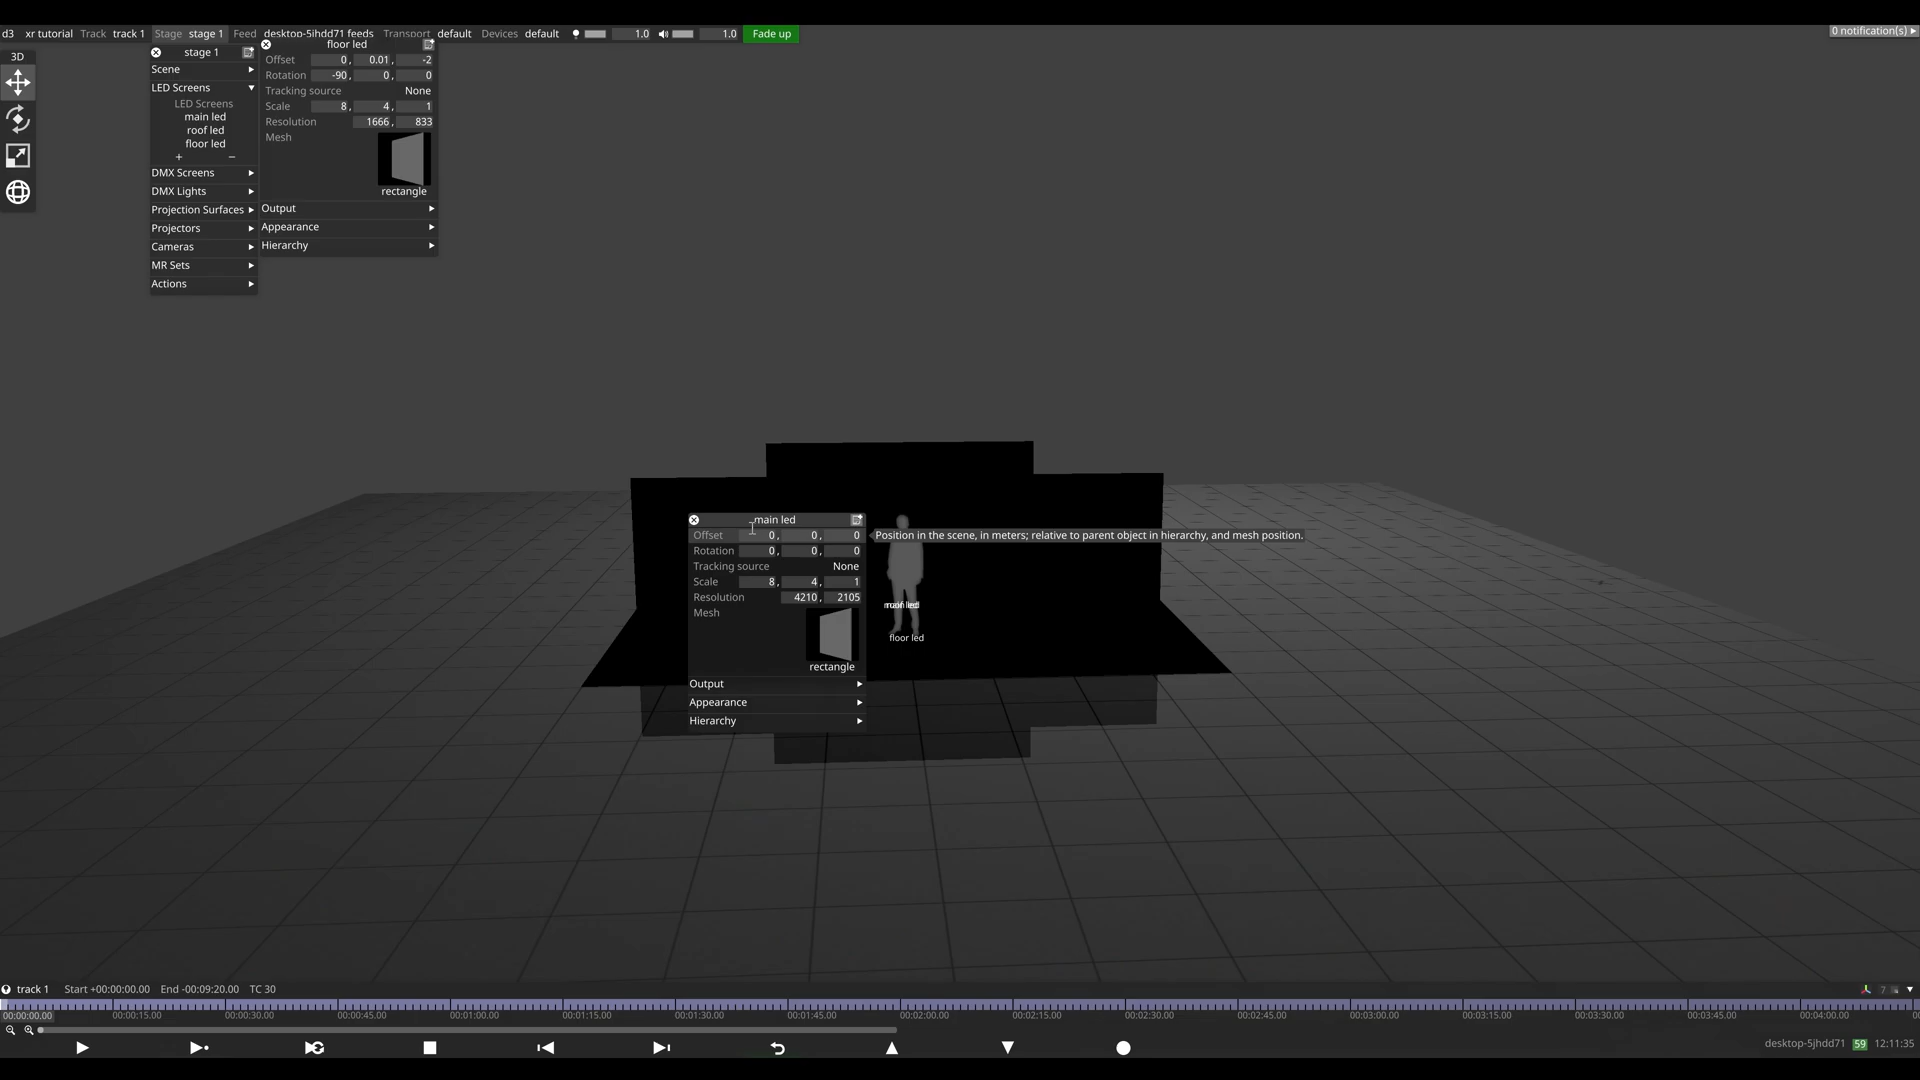 d3 xr tutorial Track track 1 Stage stage 1 Feed desktop-5jhdd71 feeds Transport default Devices default 1.0 1.0 Fade up 0 notification(s)
3D
stage 1
Scene
LED Screens
LED Screens
main led
roof led
floor led
+ −
DMX Screens
DMX Lights
Projection Surfaces
Projectors
Cameras
MR Sets
Actions
floor led
Offset 0, 0.01, -2
Rotation -90, 0, 0
Tracking source None
Scale 8, 4, 1
Resolution 1666, 833
Mesh
rectangle
Output
Appearance
Hierarchy
main led
Offset 0, 0, 0
Position in the scene, in meters; relative to parent object in hierarchy, and mesh position.
Rotation 0, 0, 0
Tracking source None
Scale 8, 4, 1
Resolution 4210, 2105
Mesh
rectangle
Output
Appearance
Hierarchy
floor led
track 1 Start +00:00:00.00 End -00:09:20.00 TC 30 7
00:00:00.00 00:00:15.00 00:00:30.00 00:00:45.00 00:01:00.00 00:01:15.00 00:01:30.00 00:01:45.00 00:02:00.00 00:02:15.00 00:02:30.00 00:02:45.00 00:03:00.00 00:03:15.00 00:03:30.00 00:03:45.00 00:04:00.00
desktop-5jhdd71 59 12:11:35